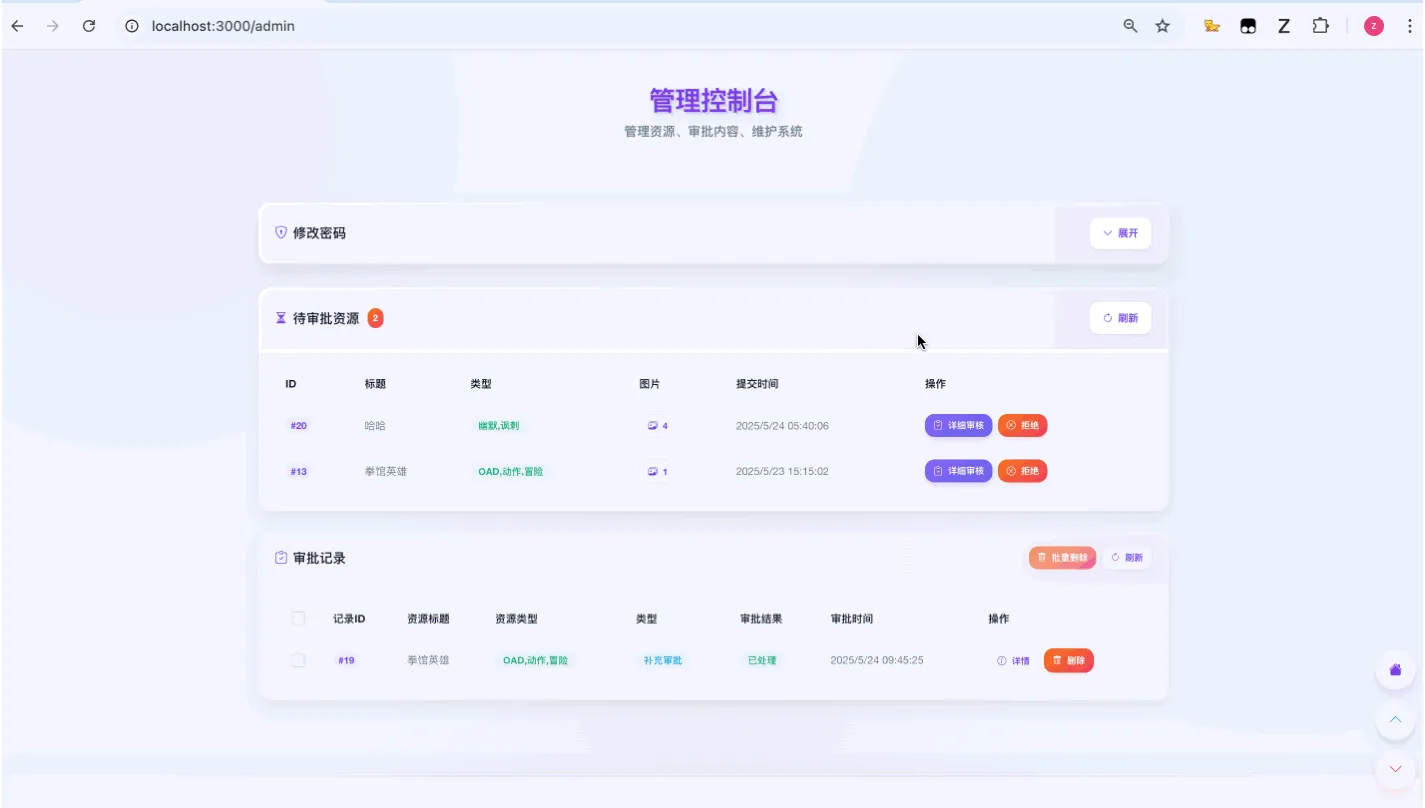 localhost:3000/admin
Z
z
管理控制台
管理资源、审批内容、维护系统
修改密码 展开
待审批资源 2 刷新
ID 标题 类型 图片 提交时间 操作
#20 哈哈 幽默,讽刺 4 2025/5/24 05:40:06 详细审核 拒绝
#13 拳馆英雄 OAD,动作,冒险 1 2025/5/23 15:15:02 详细审核 拒绝
审批记录 批量删除 刷新
记录ID 资源标题 资源类型 类型 审批结果 审批时间 操作
#19 拳馆英雄 OAD,动作,冒险 补充审批 已处理 2025/5/24 09:45:25 详情 删除